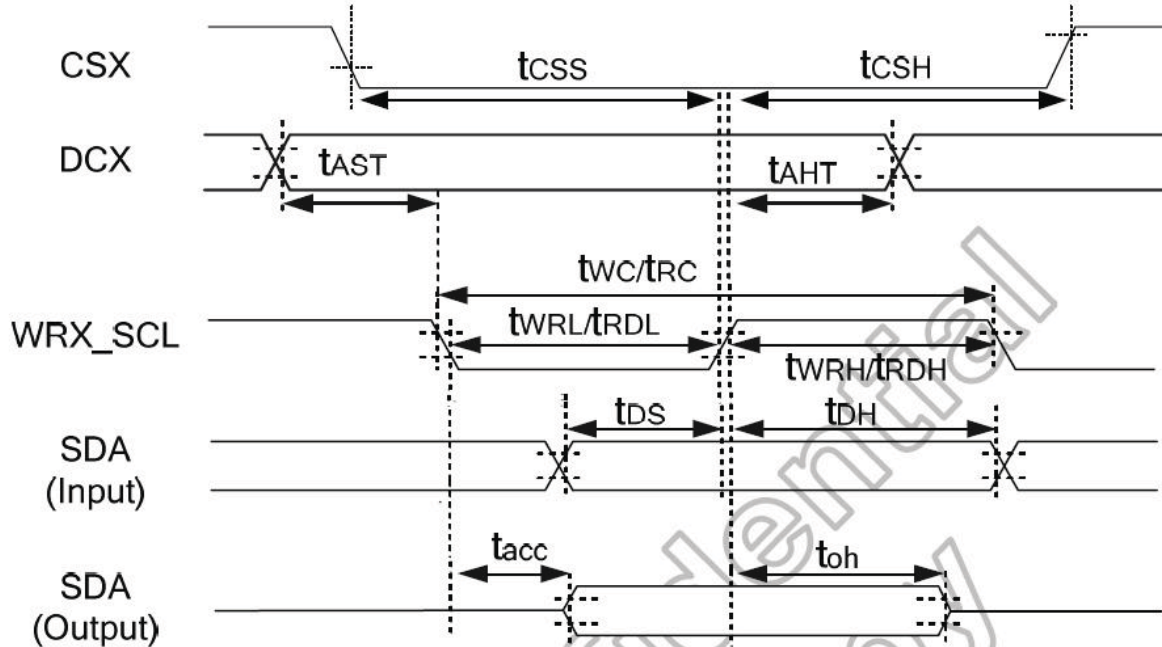 CSX
tCSS
tCSH
DCX
tAST
tAHT
tWC/tRC
WRX_SCL
tWRL/tRDL
tWRH/tRDH
SDA
(Input)
tDS
tDH
SDA
(Output)
tacc
toh
dential